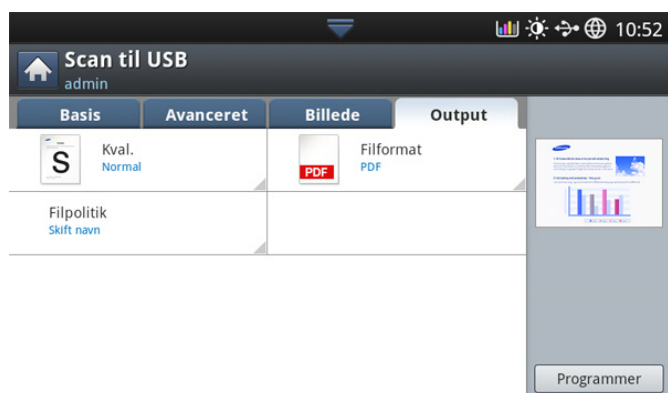 10:52
Scan til USB
admin
Basis
Avanceret
Billede
Output
S
Kval.
Normal
PDF
Filformat
PDF
Filpolitik
Skift navn
Programmer